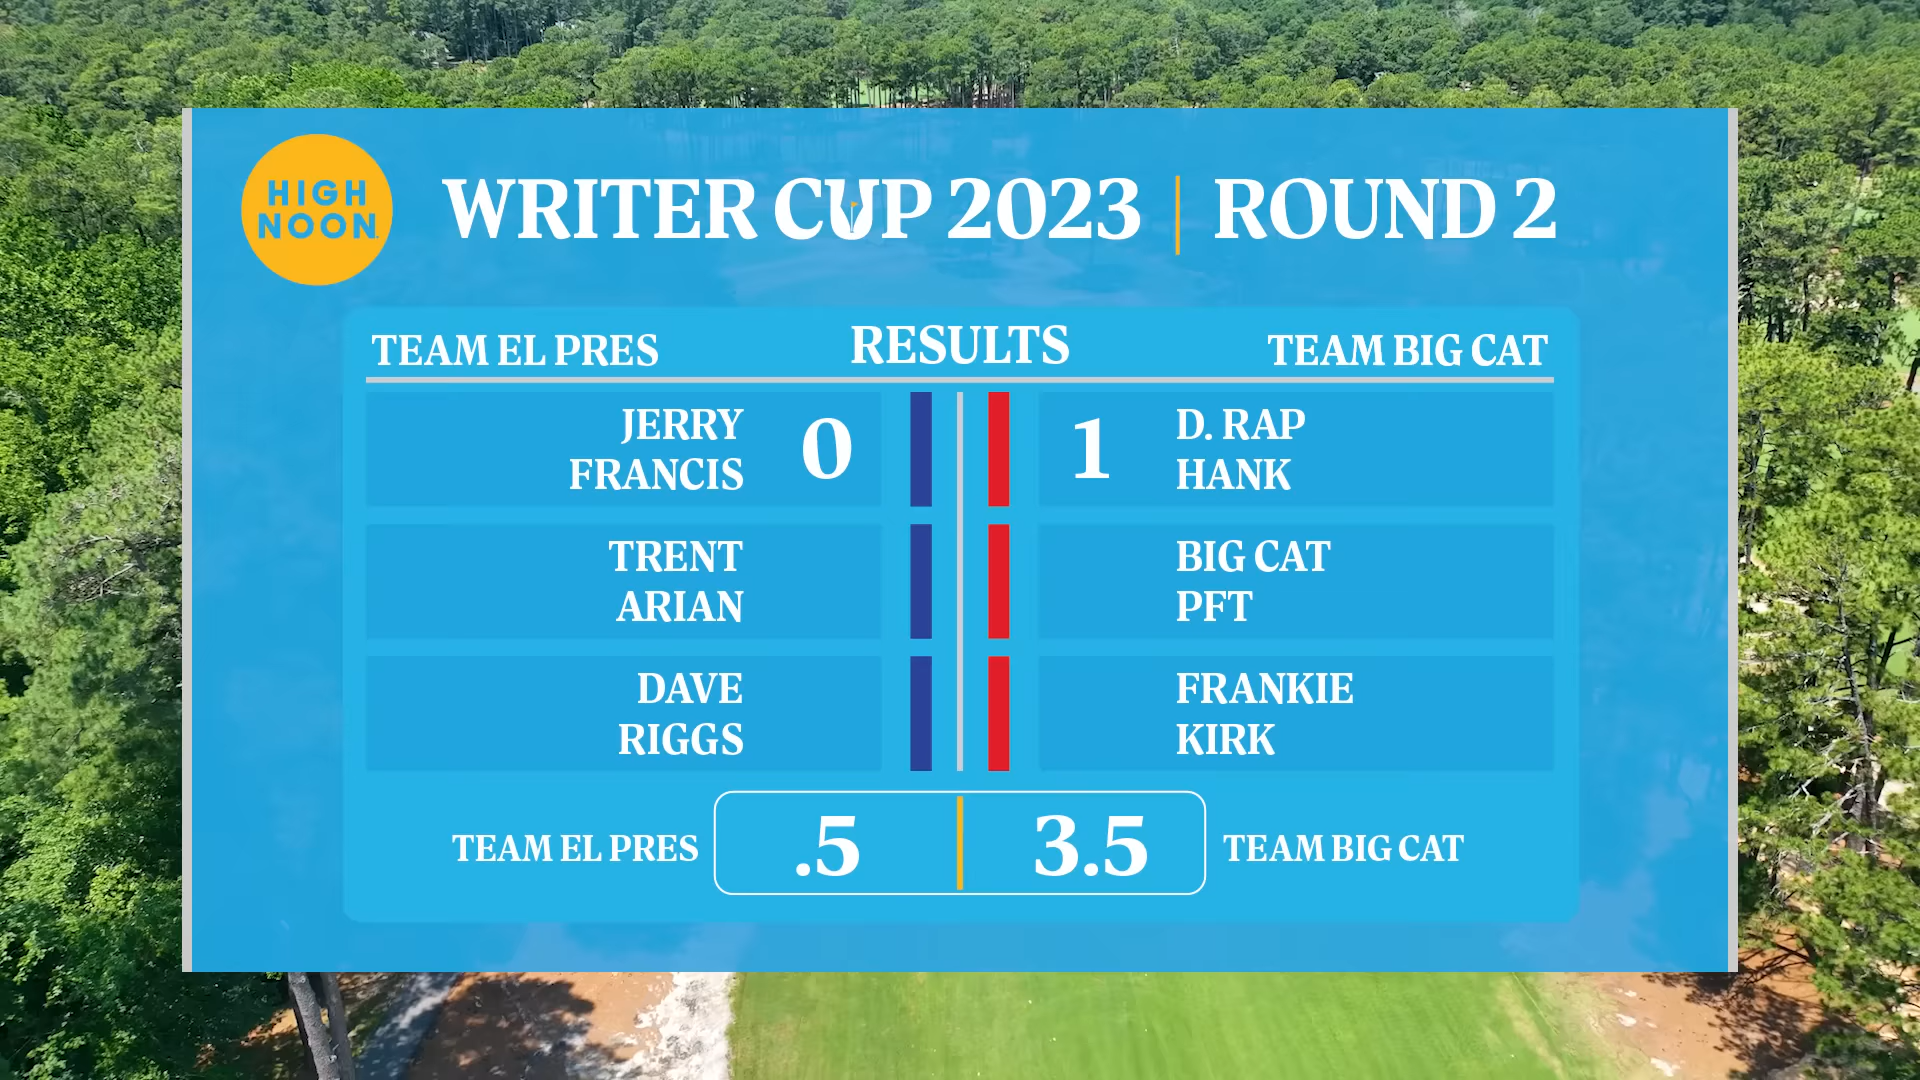 HIGH
NOON
WRITER CUP 2023 | ROUND 2
TEAM EL PRES RESULTS TEAM BIG CAT
JERRY
FRANCIS
0
1
D. RAP
HANK
TRENT
ARIAN
BIG CAT
PFT
DAVE
RIGGS
FRANKIE
KIRK
TEAM EL PRES .5 3.5 TEAM BIG CAT